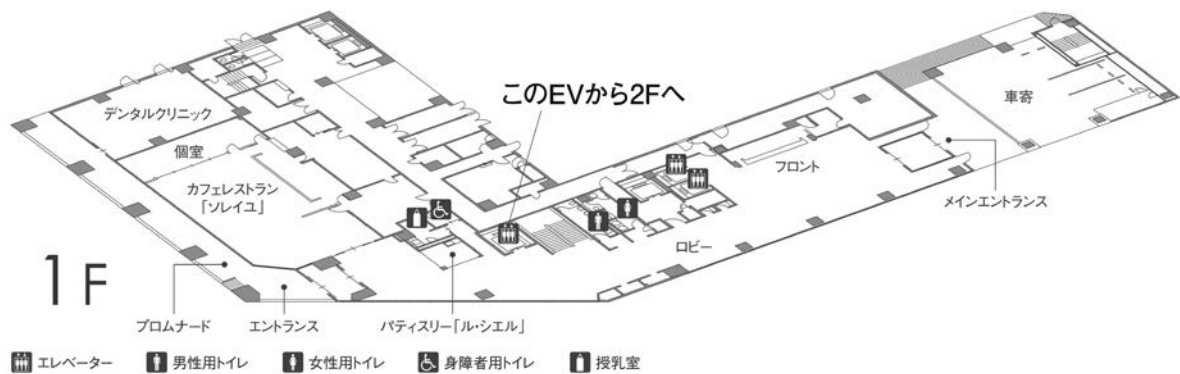 このEVから2Fへ
車寄
デンタルクリニック
個室
フロント
カフェレストラン
「ソレイユ」
メインエントランス
ロビー
1F
プロムナード
エントランス
パティスリー「ル・シエル」
エレベーター
男性用トイレ
女性用トイレ
身障者用トイレ
授乳室